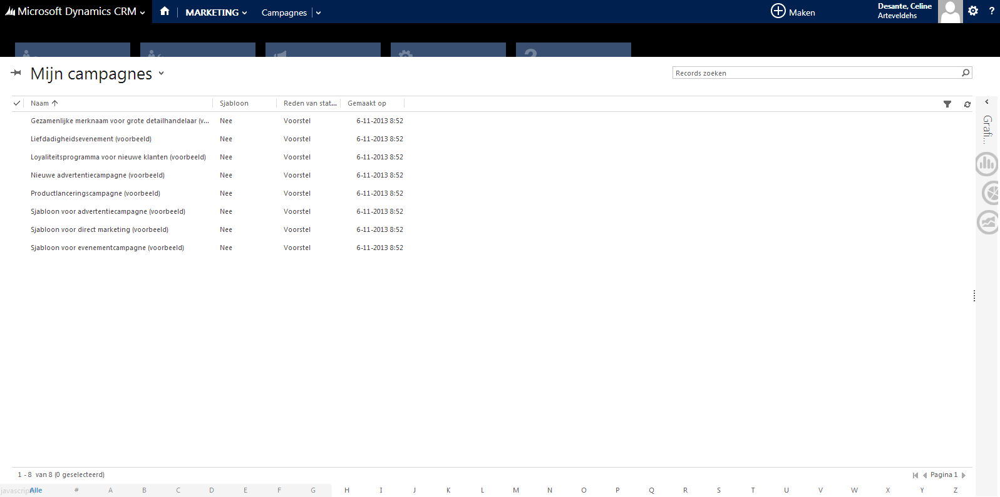 Microsoft Dynamics CRM
MARKETING
Campagnes
Maken
Desante, Celine
Arteveldehs
?
?
Mijn campagnes
Records zoeken
Naam Sjabloon Reden van stat... Gemaakt op
Gezamenlijke merknaam voor grote detailhandelaar (v... Nee Voorstel 6-11-2013 8:52
Liefdadigheidsevenement (voorbeeld) Nee Voorstel 6-11-2013 8:52
Loyaliteitsprogramma voor nieuwe klanten (voorbeeld) Nee Voorstel 6-11-2013 8:52
Nieuwe advertentiecampagne (voorbeeld) Nee Voorstel 6-11-2013 8:52
Productlanceringscampagne (voorbeeld) Nee Voorstel 6-11-2013 8:52
Sjabloon voor advertentiecampagne (voorbeeld) Nee Voorstel 6-11-2013 8:52
Sjabloon voor direct marketing (voorbeeld) Nee Voorstel 6-11-2013 8:52
Sjabloon voor evenementcampagne (voorbeeld) Nee Voorstel 6-11-2013 8:52
Grafi...
1 - 8 van 8 (0 geselecteerd)
Pagina 1
javascrip Alle # A B C D E F G H I J K L M N O P Q R S T U V W X Y Z